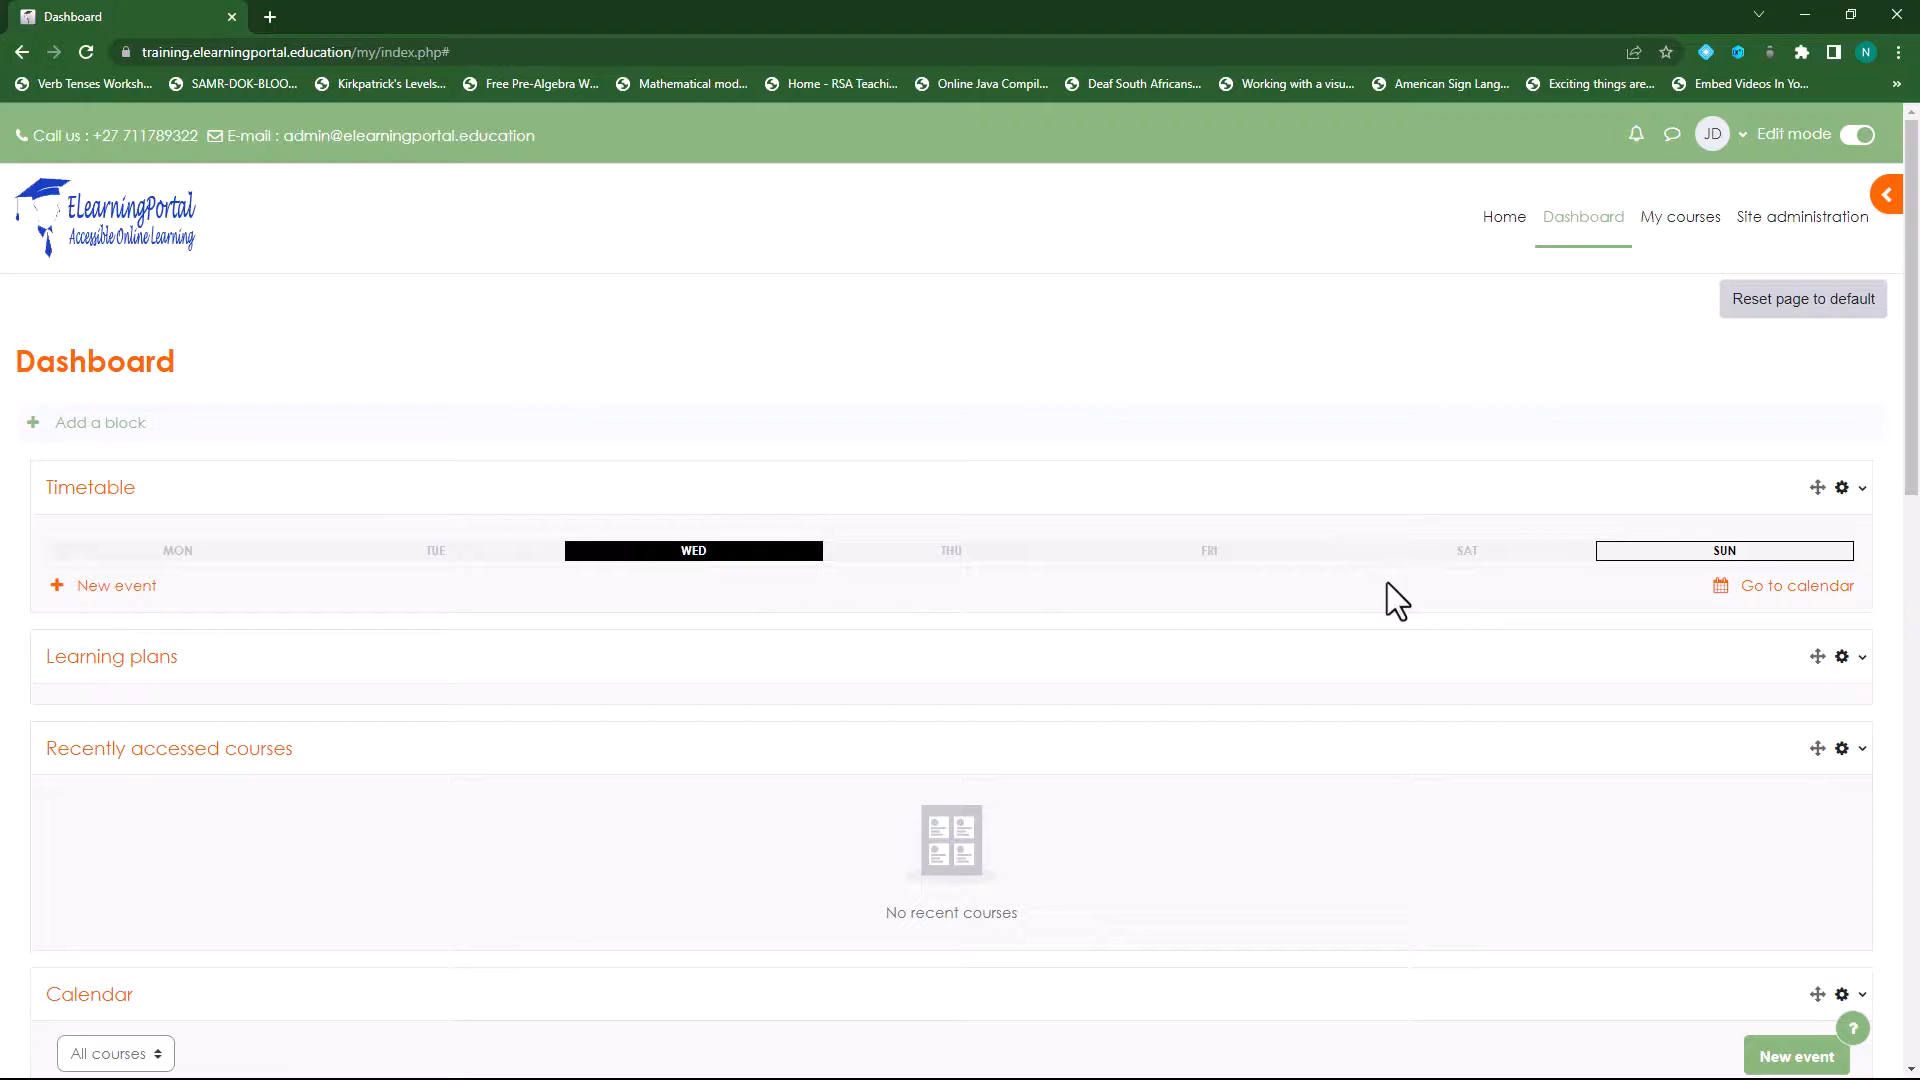 Dashboard
training.elearningportal.education/my/index.php#
N
Verb Tenses Worksh...
SAMR-DOK-BLOO...
Kirkpatrick's Levels...
Free Pre-Algebra W...
Mathematical mod...
Home - RSA Teachi...
Online Java Compil...
Deaf South Africans...
Working with a visu...
American Sign Lang...
Exciting things are...
Embed Videos In Yo...
»
Call us : +27 711789322 E-mail : admin@elearningportal.education
JD
Edit mode
ElearningPortal
Accessible Online Learning
Home
Dashboard
My courses
Site administration
Reset page to default
Dashboard
Add a block
Timetable
MON TUE WED THU FRI SAT SUN
New event
Go to calendar
Learning plans
Recently accessed courses
No recent courses
Calendar
?
All courses
New event